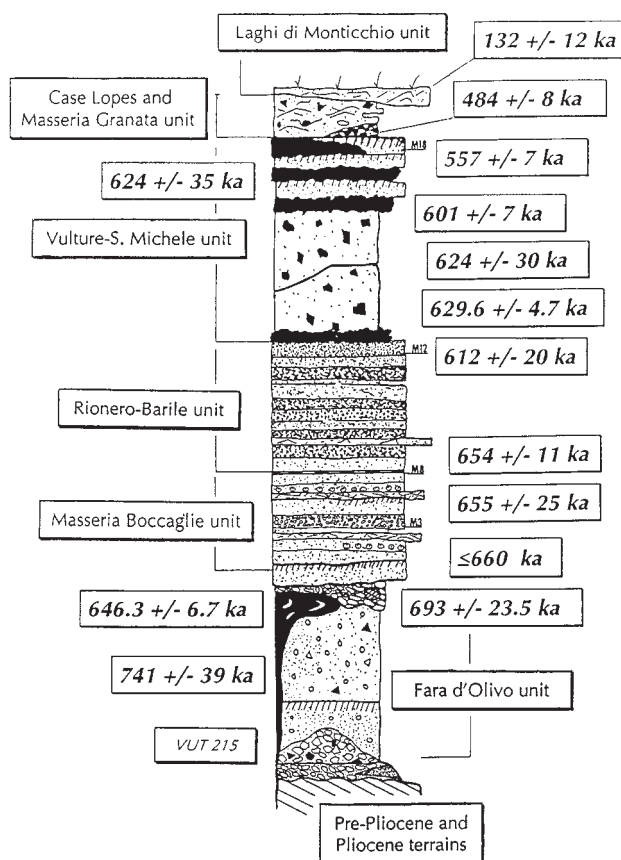 Laghi di Monticchio unit
132 +/- 12 ka
Case Lopes and
Masseria Granata unit
484 +/- 8 ka
M18
557 +/- 7 ka
624 +/- 35 ka
601 +/- 7 ka
Vulture-S. Michele unit
624 +/- 30 ka
629.6 +/- 4.7 ka
M12
612 +/- 20 ka
Rionero-Barile unit
654 +/- 11 ka
M8
655 +/- 25 ka
Masseria Boccaglie unit
M3
≤660 ka
646.3 +/- 6.7 ka
693 +/- 23.5 ka
741 +/- 39 ka
Fara d'Olivo unit
VUT 215
Pre-Pliocene and
Pliocene terrains